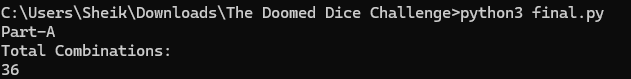 C:\Users\Sheik\Downloads\The Doomed Dice Challenge>python3 final.py
Part-A
Total Combinations:
36